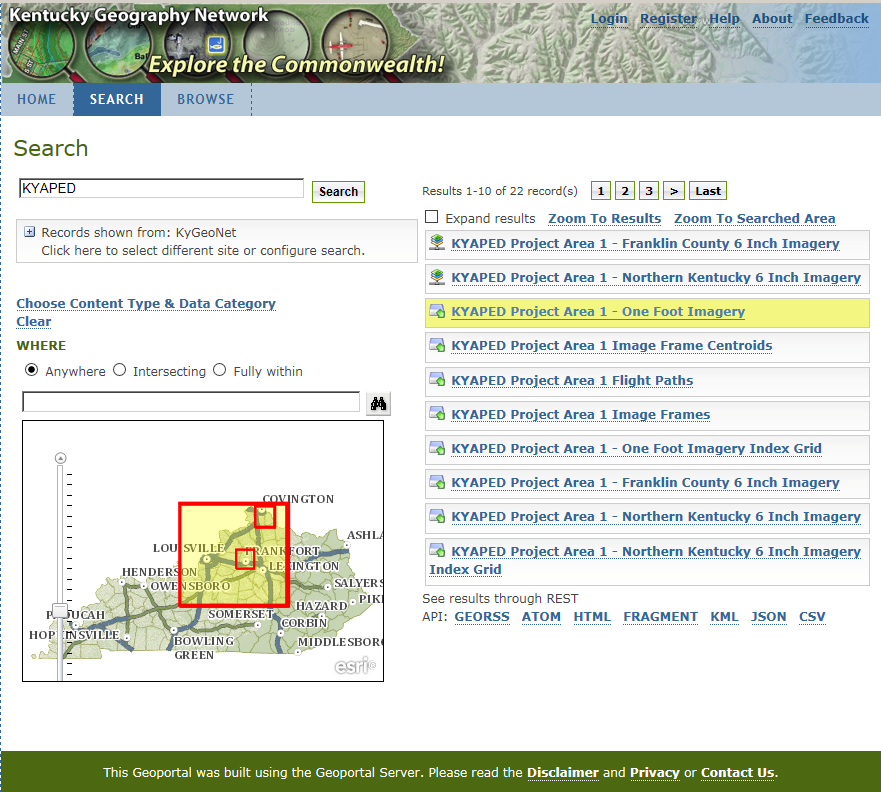 Kentucky Geography Network
Explore the Commonwealth!
Login Register Help About Feedback
HOME SEARCH BROWSE
Search
KYAPED Search
Records shown from: KyGeoNet
Click here to select different site or configure search.
Choose Content Type & Data Category
Clear
WHERE
Anywhere Intersecting Fully within
COVINGTON
LOUISVILLE
FRANKFORT
ASHLA
LEXINGTON
HENDERSON
OWENSBORO
SALYERS
PIK
HAZARD
SOMERSET
CORBIN
BOWLING
GREEN
MIDDLESBORO
esri
Results 1-10 of 22 record(s) 1 2 3 > Last
Expand results Zoom To Results Zoom To Searched Area
KYAPED Project Area 1 - Franklin County 6 Inch Imagery
KYAPED Project Area 1 - Northern Kentucky 6 Inch Imagery
KYAPED Project Area 1 - One Foot Imagery
KYAPED Project Area 1 Image Frame Centroids
KYAPED Project Area 1 Flight Paths
KYAPED Project Area 1 Image Frames
KYAPED Project Area 1 - One Foot Imagery Index Grid
KYAPED Project Area 1 - Franklin County 6 Inch Imagery
KYAPED Project Area 1 - Northern Kentucky 6 Inch Imagery
KYAPED Project Area 1 - Northern Kentucky 6 Inch Imagery
Index Grid
See results through REST
API: GEORSS ATOM HTML FRAGMENT KML JSON CSV
This Geoportal was built using the Geoportal Server. Please read the Disclaimer and Privacy or Contact Us.